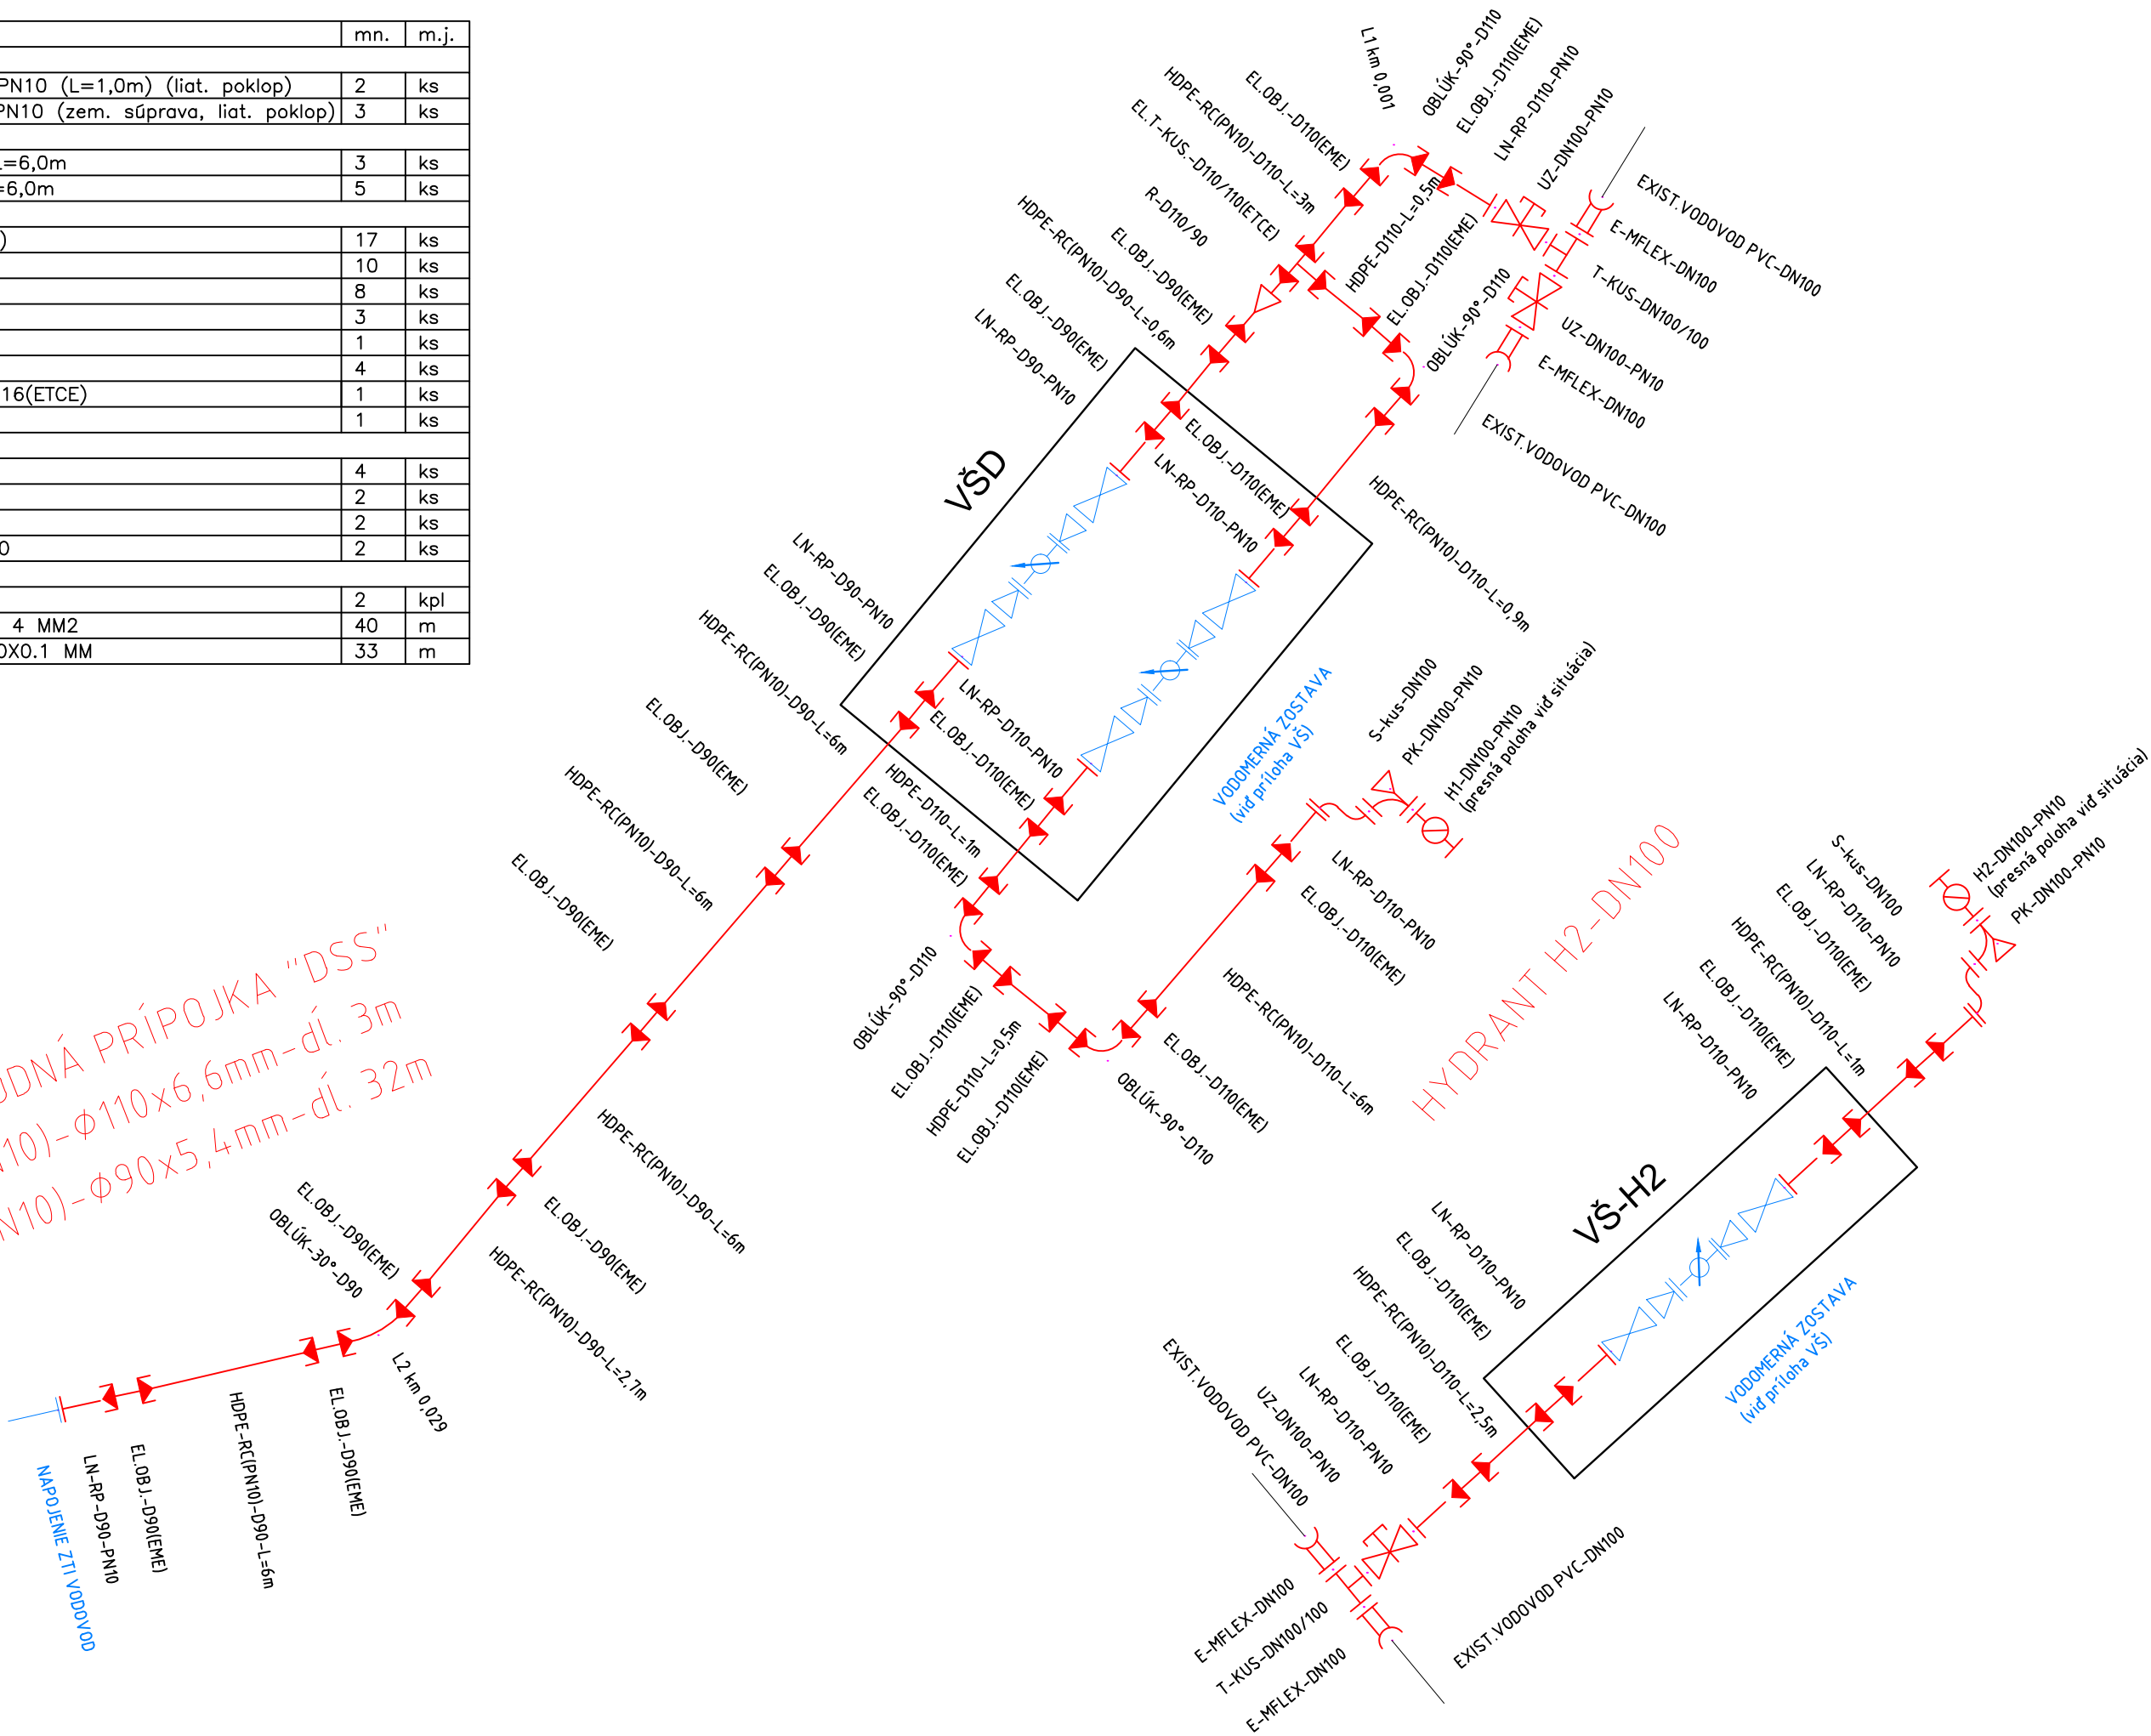 mn. m.j.
PN10 (L=1,0m) (liat. poklop) 2 ks
PN10 (zem. súprava, liat. poklop) 3 ks
L=6,0m 3 ks
=6,0m 5 ks
) 17 ks
10 ks
8 ks
3 ks
1 ks
4 ks
16(ETCE) 1 ks
1 ks
4 ks
2 ks
2 ks
0 2 ks
2 kpl
4 MM2 40 m
0X0.1 MM 33 m
L1 km 0,001
OBLÚK-90°-D110
EL.OBJ.-D110(EME)
LN-RP-D110-PN10
UZ-DN100-PN10
EXIST.VODOVOD PVC-DN100
E-MFLEX-DN100
T-KUS-DN100/100
UZ-DN100-PN10
E-MFLEX-DN100
EXIST.VODOVOD PVC-DN100
EL.OBJ.-D110(EME)
HDPE-RC(PN10)-D110-L=3m
EL.T-KUS.-D110/110(ETCE)
R-D110/90
EL.OBJ.-D90(EME)
HDPE-RC(PN10)-D90-L=0,6m
EL.OBJ.-D90(EME)
LN-RP-D90-PN10
HDPE-D110-L=0,5m
EL.OBJ.-D110(EME)
OBLÚK-90°-D110
HDPE-RC(PN10)-D110-L=0,9m
EL.OBJ.-D110(EME)
LN-RP-D110-PN10
VŠD
LN-RP-D90-PN10
EL.OBJ.-D90(EME)
HDPE-RC(PN10)-D90-L=6m
EL.OBJ.-D90(EME)
HDPE-RC(PN10)-D90-L=6m
EL.OBJ.-D90(EME)
LN-RP-D110-PN10
EL.OBJ.-D110(EME)
HDPE-D110-L=1m
EL.OBJ.-D110(EME)
VODOMERNÁ ZOSTAVA
(viď príloha VŠ)
OBLÚK-90°-D110
EL.OBJ.-D110(EME)
HDPE-D110-L=0,5m
EL.OBJ.-D110(EME)
OBLÚK-90°-D110
EL.OBJ.-D110(EME)
HDPE-RC(PN10)-D110-L=6m
EL.OBJ.-D110(EME)
LN-RP-D110-PN10
S-kus-DN100
PK-DN100-PN10
H1-DN100-PN10
(presná poloha viď situácia)
HYDRANT H2-DN100
ODNÁ PRÍPOJKA "DSS"
N10)-Φ110x6,6mm-dĺ. 3m
N10)-Φ90x5,4mm-dĺ. 32m
HDPE-RC(PN10)-D90-L=6m
EL.OBJ.-D90(EME)
HDPE-RC(PN10)-D90-L=2,7m
EL.OBJ.-D90(EME)
OBLÚK-30°-D90
L2 km 0,029
EL.OBJ.-D90(EME)
HDPE-RC(PN10)-D90-L=6m
EL.OBJ.-D90(EME)
LN-RP-D90-PN10
NAPOJENIE ZTI VODOVOD
H2-DN100-PN10
(presná poloha viď situácia)
PK-DN100-PN10
S-kus-DN100
LN-RP-D110-PN10
EL.OBJ.-D110(EME)
HDPE-RC(PN10)-D110-L=1m
EL.OBJ.-D110(EME)
LN-RP-D110-PN10
VŠ-H2
VODOMERNÁ ZOSTAVA
(viď príloha VŠ)
LN-RP-D110-PN10
EL.OBJ.-D110(EME)
HDPE-RC(PN10)-D110-L=2,5m
EL.OBJ.-D110(EME)
LN-RP-D110-PN10
UZ-DN100-PN10
EXIST.VODOVOD PVC-DN100
E-MFLEX-DN100
T-KUS-DN100/100
E-MFLEX-DN100
EXIST.VODOVOD PVC-DN100